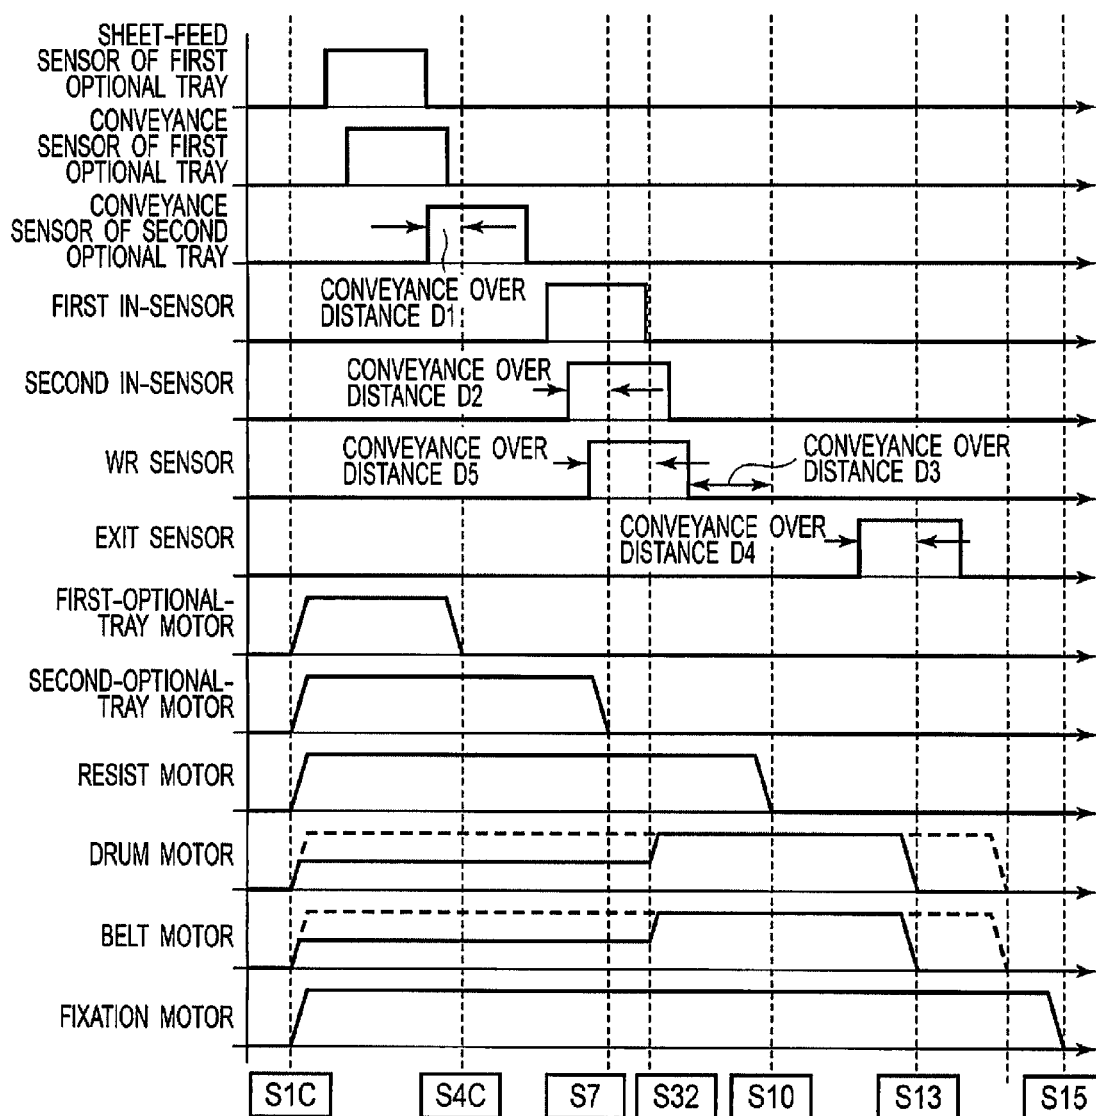 SHEET-FEED
SENSOR OF FIRST
OPTIONAL TRAY
CONVEYANCE
SENSOR OF FIRST
OPTIONAL TRAY
CONVEYANCE
SENSOR OF SECOND
OPTIONAL TRAY
CONVEYANCE OVER
DISTANCE D1
FIRST IN-SENSOR
CONVEYANCE OVER
DISTANCE D2
SECOND IN-SENSOR
CONVEYANCE OVER
DISTANCE D5
CONVEYANCE OVER
DISTANCE D3
WR SENSOR
CONVEYANCE OVER
DISTANCE D4
EXIT SENSOR
FIRST-OPTIONAL-
TRAY MOTOR
SECOND-OPTIONAL-
TRAY MOTOR
RESIST MOTOR
DRUM MOTOR
BELT MOTOR
FIXATION MOTOR
S1C S4C S7 S32 S10 S13 S15